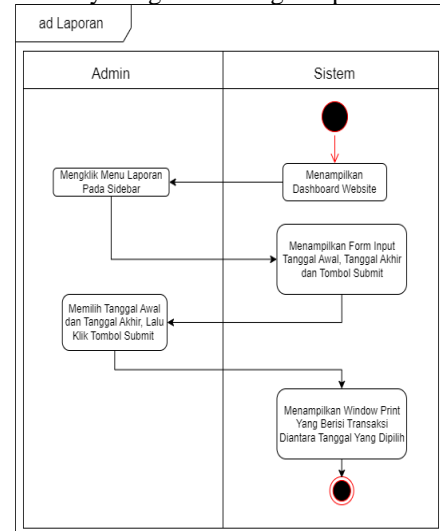 ad Laporan
Admin
Sistem
Menampilkan
Dashboard Website
Mengklik Menu Laporan
Pada Sidebar
Menampilkan Form Input
Tanggal Awal, Tanggal Akhir
dan Tombol Submit
Memilih Tanggal Awal
dan Tanggal Akhir, Lalu
Klik Tombol Submit
Menampilkan Window Print
Yang Berisi Transaksi
Diantara Tanggal Yang Dipilih